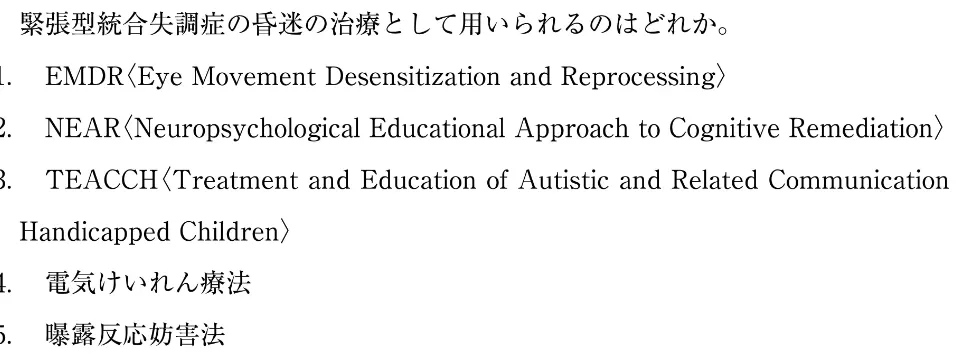 緊張型統合失調症の昏迷の治療として用いられるのはどれか。
1. EMDR〈Eye Movement Desensitization and Reprocessing〉
2. NEAR〈Neuropsychological Educational Approach to Cognitive Remediation〉
3. TEACCH〈Treatment and Education of Autistic and Related Communication
Handicapped Children〉
4. 電気けいれん療法
5. 曝露反応妨害法